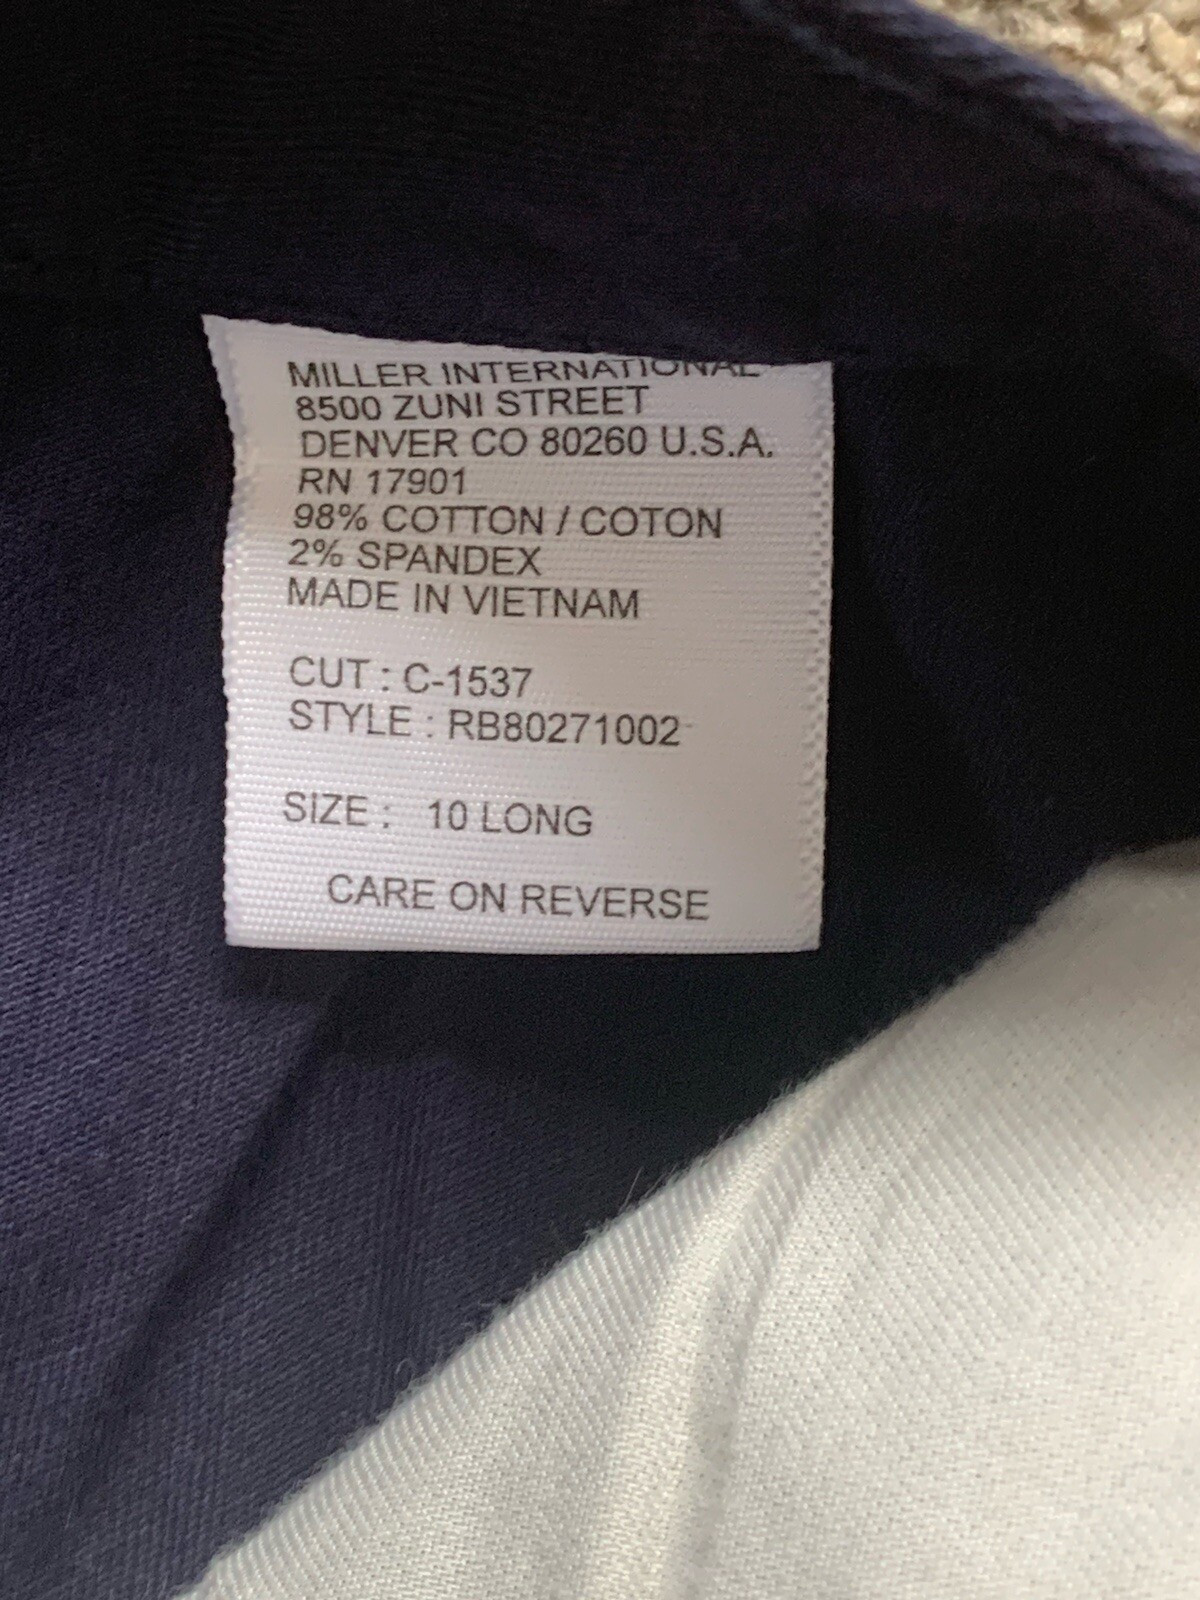 MILLER INTERNATIONAL
8500 ZUNI STREET
DENVER CO 80260 U.S.A.
RN 17901
98% COTTON / COTON
2% SPANDEX
MADE IN VIETNAM
CUT : C-1537
STYLE : RB80271002
SIZE : 10 LONG
CARE ON REVERSE